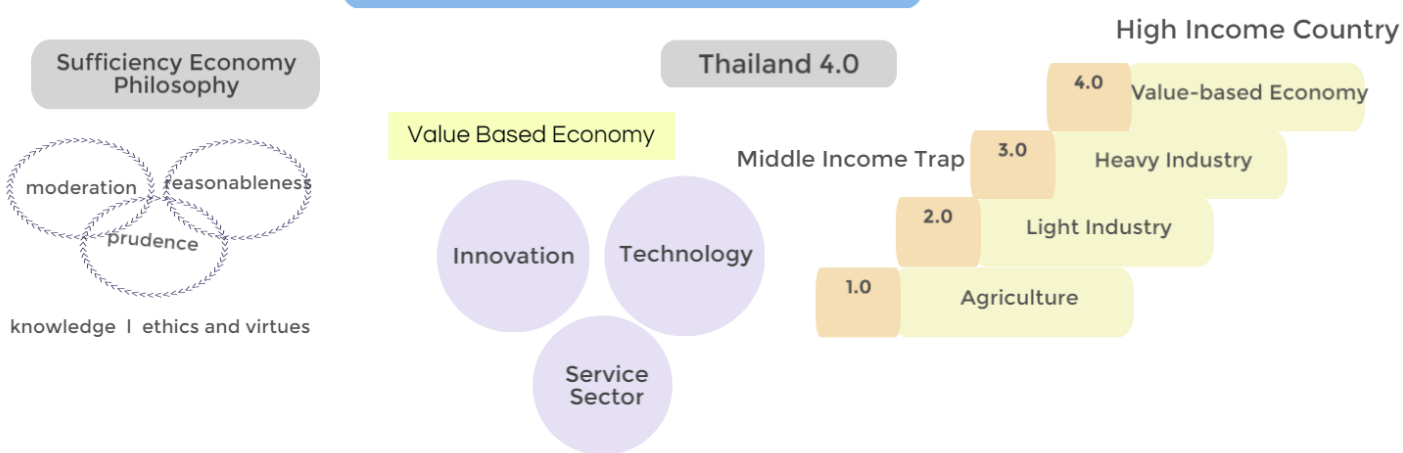 Sufficiency Economy
Philosophy
moderation
reasonableness
prudence
knowledge I ethics and virtues
Thailand 4.0
Value Based Economy
Innovation
Technology
Service
Sector
High Income Country
4.0 Value-based Economy
Middle Income Trap 3.0 Heavy Industry
2.0 Light Industry
1.0 Agriculture